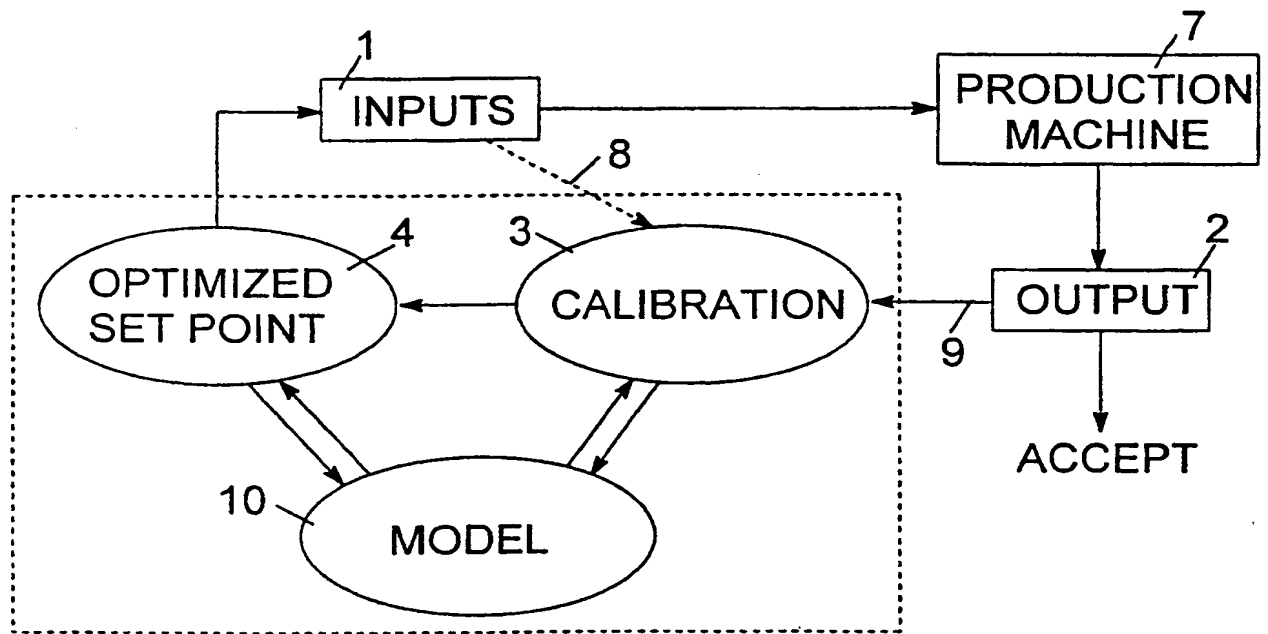 1
INPUTS
7
PRODUCTION
MACHINE
8
4
OPTIMIZED
SET POINT
3
CALIBRATION
2
OUTPUT
9
ACCEPT
10
MODEL